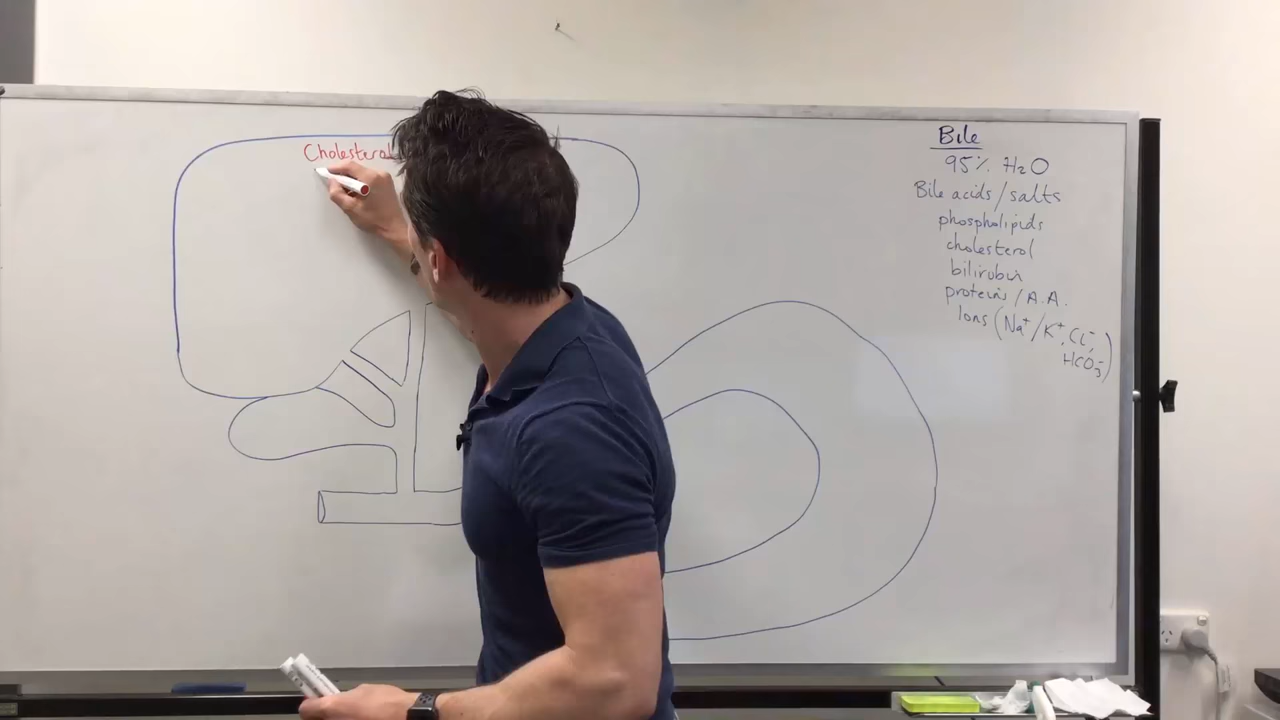 Cholesterol
Bile
95% H₂O
Bile acids/salts
phospholipids
cholesterol
bilirubin
proteins/A.A.
Ions (Na⁺/K⁺, Cl⁻,
HCO₃⁻)